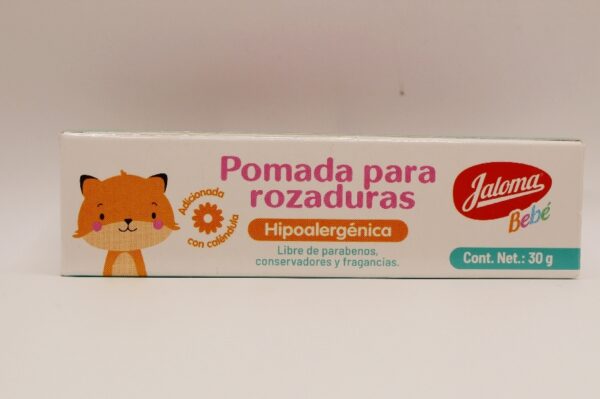 Adicionada
con caléndula
Pomada para
rozaduras
Hipoalergénica
Libre de parabenos,
conservadores y fragancias.
Jaloma
Bebé
Cont. Net.: 30 g